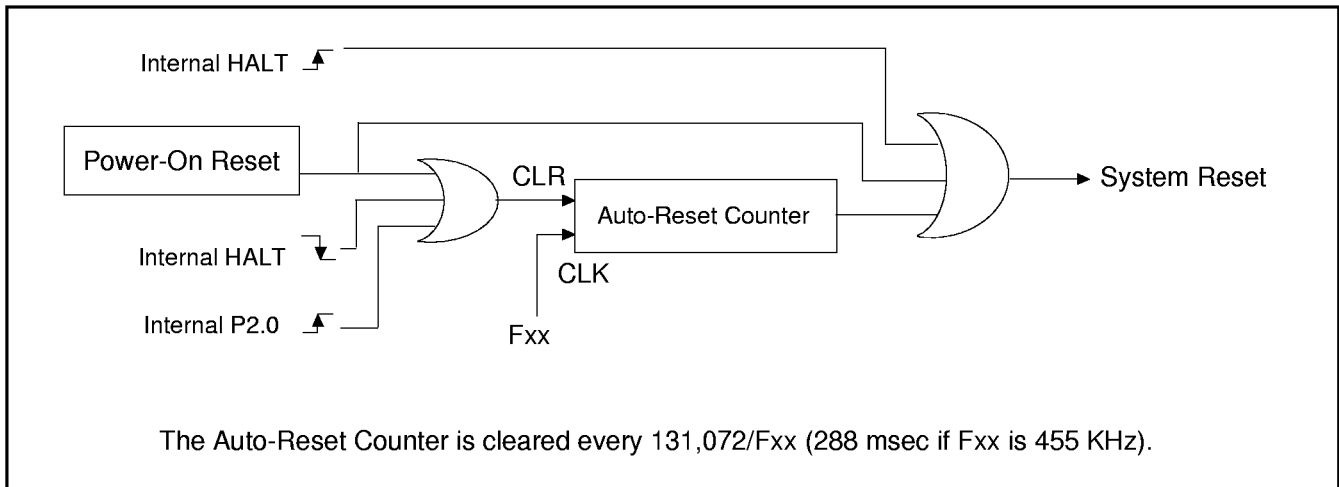 Internal HALT
Power-On Reset
CLR
Auto-Reset Counter
System Reset
Internal HALT
CLK
Internal P2.0
Fxx
The Auto-Reset Counter is cleared every 131,072/Fxx (288 msec if Fxx is 455 KHz).